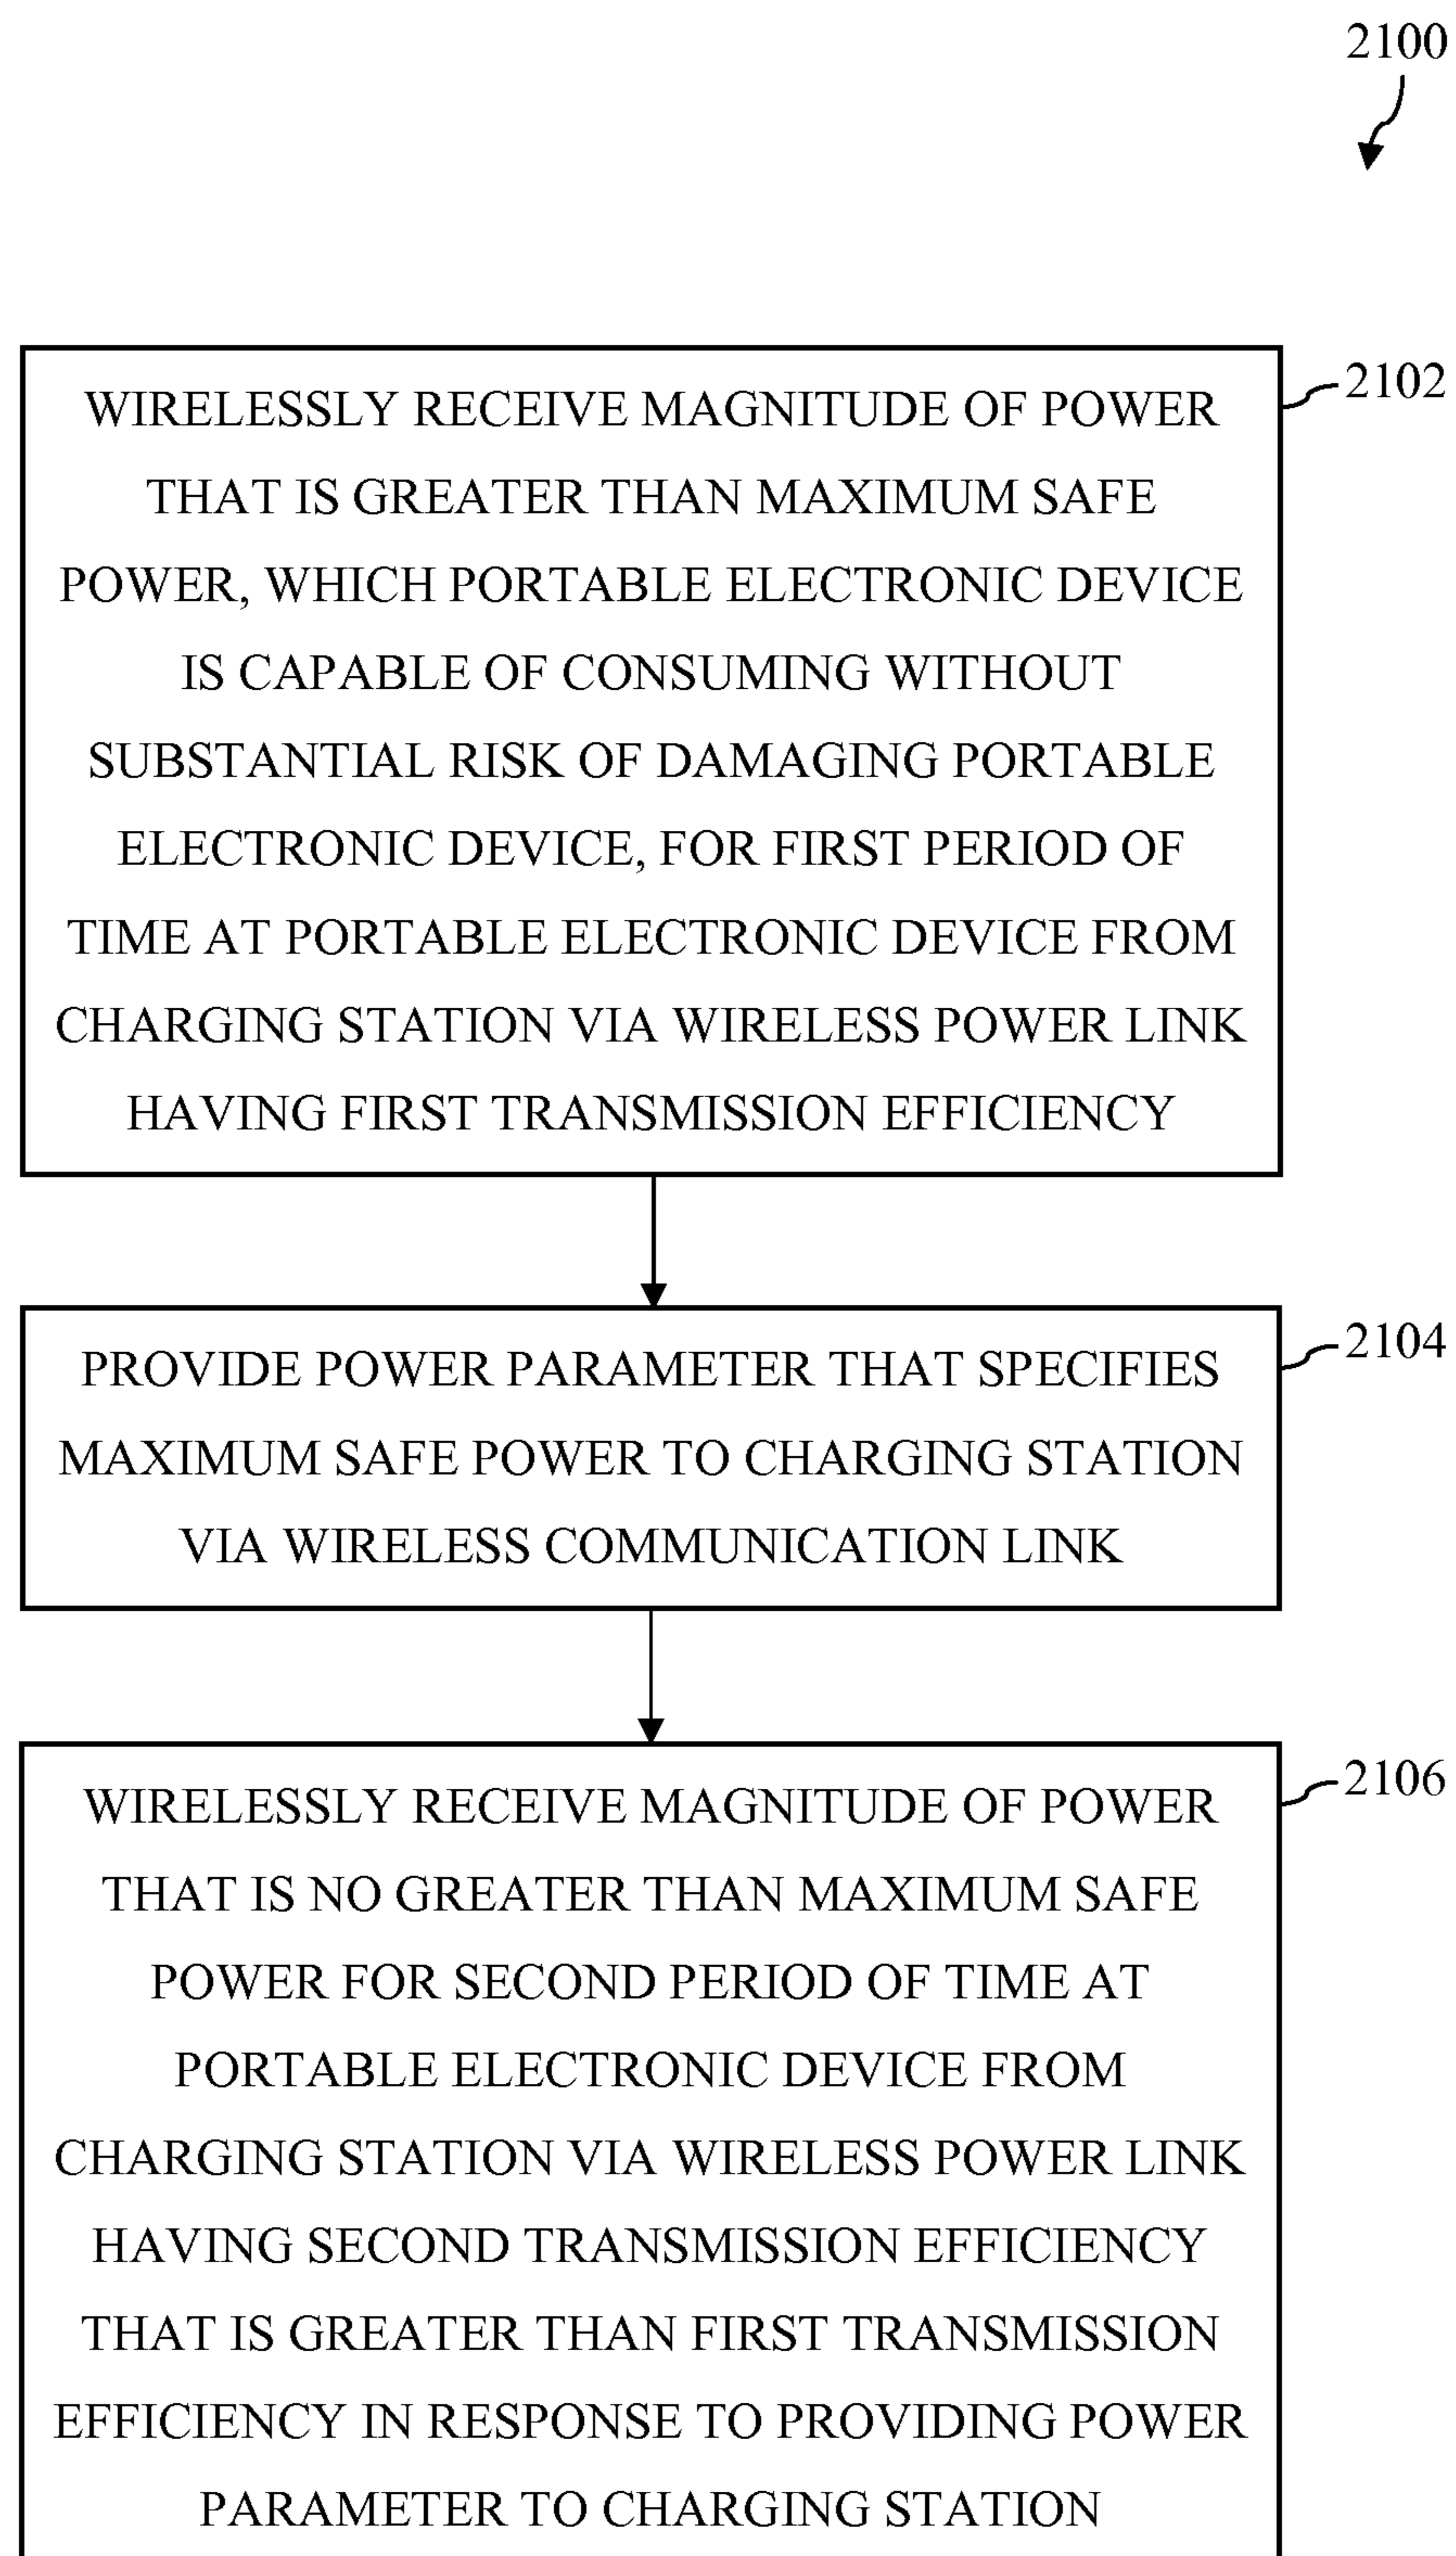 2100
2102
WIRELESSLY RECEIVE MAGNITUDE OF POWER
THAT IS GREATER THAN MAXIMUM SAFE
POWER, WHICH PORTABLE ELECTRONIC DEVICE
IS CAPABLE OF CONSUMING WITHOUT
SUBSTANTIAL RISK OF DAMAGING PORTABLE
ELECTRONIC DEVICE, FOR FIRST PERIOD OF
TIME AT PORTABLE ELECTRONIC DEVICE FROM
CHARGING STATION VIA WIRELESS POWER LINK
HAVING FIRST TRANSMISSION EFFICIENCY
2104
PROVIDE POWER PARAMETER THAT SPECIFIES
MAXIMUM SAFE POWER TO CHARGING STATION
VIA WIRELESS COMMUNICATION LINK
2106
WIRELESSLY RECEIVE MAGNITUDE OF POWER
THAT IS NO GREATER THAN MAXIMUM SAFE
POWER FOR SECOND PERIOD OF TIME AT
PORTABLE ELECTRONIC DEVICE FROM
CHARGING STATION VIA WIRELESS POWER LINK
HAVING SECOND TRANSMISSION EFFICIENCY
THAT IS GREATER THAN FIRST TRANSMISSION
EFFICIENCY IN RESPONSE TO PROVIDING POWER
PARAMETER TO CHARGING STATION